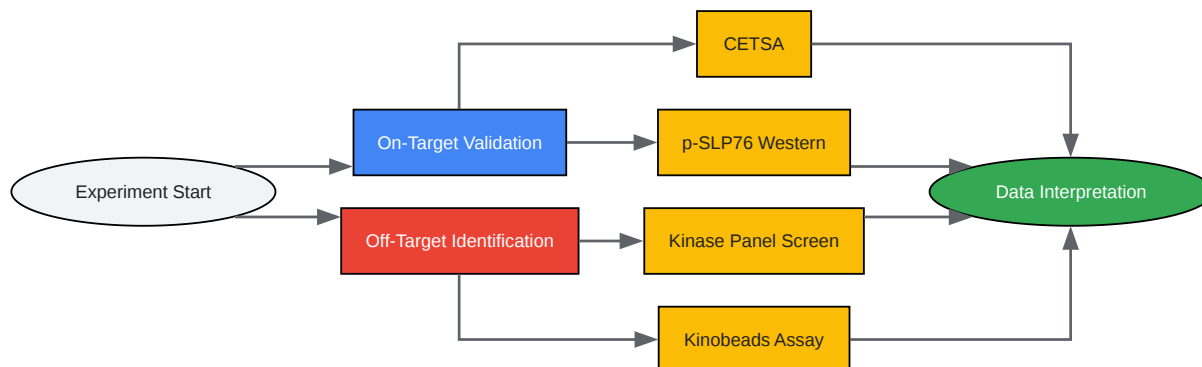 CETSA
On-Target Validation
p-SLP76 Western
Experiment Start
Data Interpretation
Off-Target Identification
Kinase Panel Screen
Kinobeads Assay